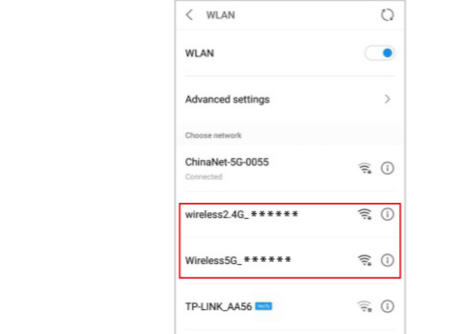 WLAN
WLAN
Advanced settings
Choose network
ChinaNet-5G-0055
Connected
wireless2.4G_******
Wireless5G_******
TP-LINK_AA56